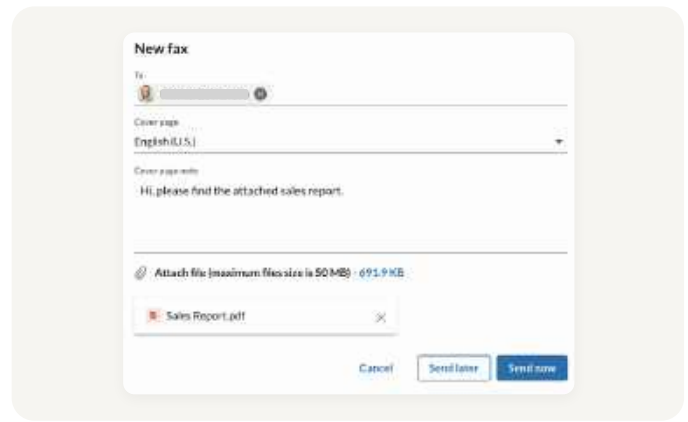 New fax
To
Cover page
English (U.S.)
Cover page note
Hi, please find the attached sales report.
Attach file (maximum files size is 50 MB) - 691.9 KB
Sales Report.pdf
Cancel
Send later
Send now